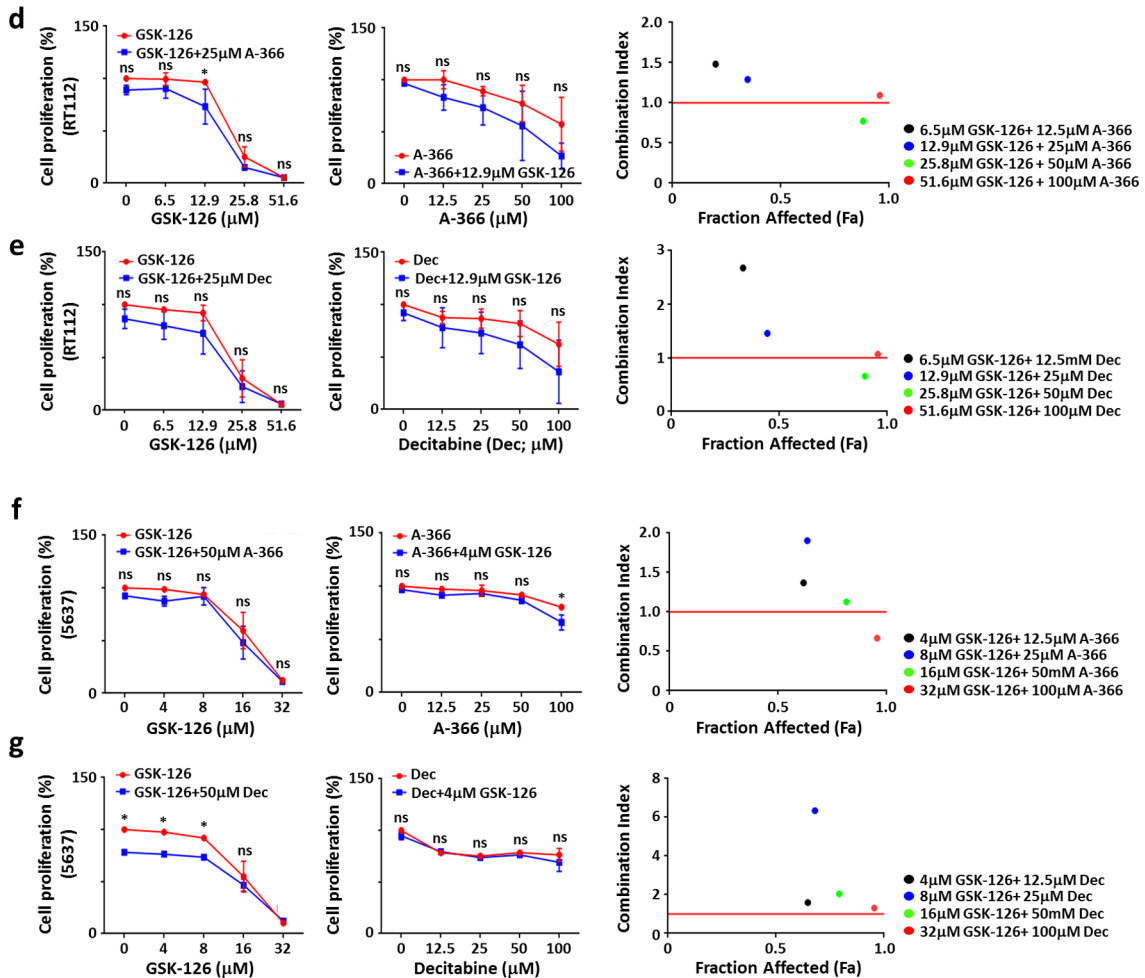 d
Cell proliferation (%)
(RT112)
150
0
GSK-126
GSK-126+25µM A-366
ns
ns
*
ns
ns
0 6.5 12.9 25.8 51.6
GSK-126 (µM)
Cell proliferation (%)
150
0
ns
ns
ns
ns
ns
A-366
A-366+12.9µM GSK-126
0 12.5 25 50 100
A-366 (µM)
Combination Index
2.0
1.5
1.0
0.5
0
0 0.5 1.0
Fraction Affected (Fa)
6.5µM GSK-126+ 12.5µM A-366
12.9µM GSK-126 + 25µM A-366
25.8µM GSK-126 + 50µM A-366
51.6µM GSK-126 + 100µM A-366
e
Cell proliferation (%)
(RT112)
150
0
GSK-126
GSK-126+25µM Dec
ns
ns
ns
ns
ns
0 6.5 12.9 25.8 51.6
GSK-126 (µM)
Cell proliferation (%)
150
0
Dec
Dec+12.9µM GSK-126
ns
ns
ns
ns
ns
0 12.5 25 50 100
Decitabine (Dec; µM)
Combination Index
3
2
1
0
0 0.5 1.0
Fraction Affected (Fa)
6.5µM GSK-126+ 12.5mM Dec
12.9µM GSK-126+ 25µM Dec
25.8µM GSK-126+ 50µM Dec
51.6µM GSK-126+ 100µM Dec
f
Cell proliferation (%)
(5637)
150
0
GSK-126
GSK-126+50µM A-366
ns
ns
ns
ns
ns
0 4 8 16 32
GSK-126 (µM)
Cell proliferation (%)
150
0
A-366
A-366+4µM GSK-126
ns
ns
ns
ns
*
0 12.5 25 50 100
A-366 (µM)
Combination Index
2.0
1.5
1.0
0.5
0
0 0.5 1.0
Fraction Affected (Fa)
4µM GSK-126+ 12.5µM A-366
8µM GSK-126+ 25µM A-366
16µM GSK-126+ 50mM A-366
32µM GSK-126+ 100µM A-366
g
Cell proliferation (%)
(5637)
150
0
GSK-126
GSK-126+50µM Dec
*
*
*
ns
ns
0 4 8 16 32
GSK-126 (µM)
Cell proliferation (%)
150
0
Dec
Dec+4µM GSK-126
ns
ns
ns
ns
ns
0 12.5 25 50 100
Decitabine (µM)
Combination Index
8
6
4
2
0
0 0.5 1.0
Fraction Affected (Fa)
4µM GSK-126+ 12.5µM Dec
8µM GSK-126+ 25µM Dec
16µM GSK-126+ 50mM Dec
32µM GSK-126+ 100µM Dec